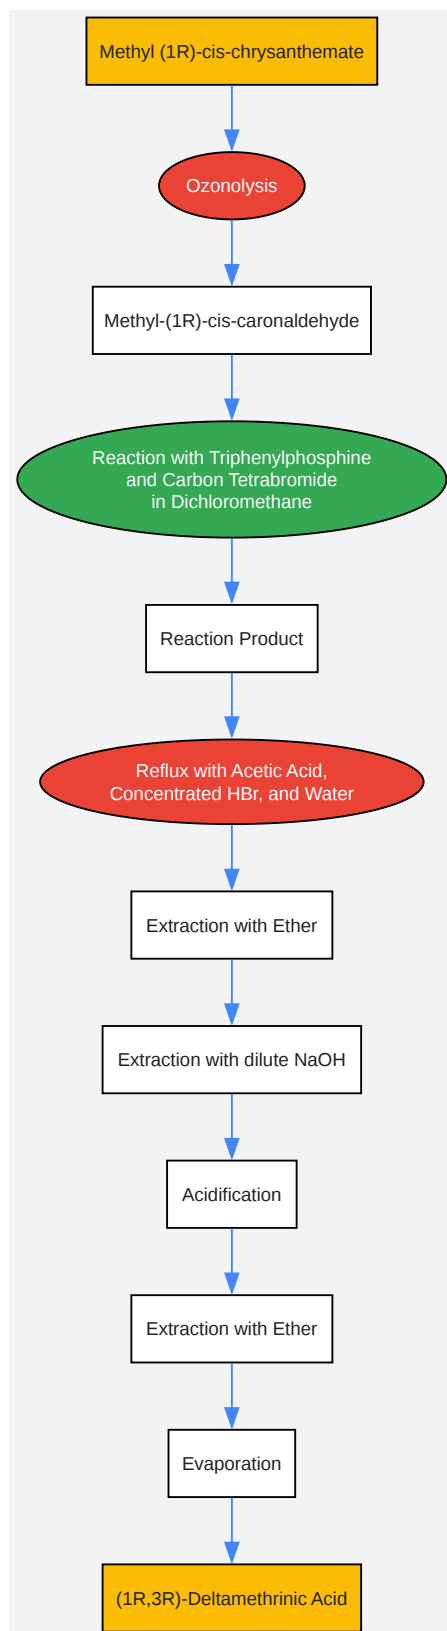 Methyl (1R)-cis-chrysanthemate
Ozonolysis
Methyl-(1R)-cis-caronaldehyde
Reaction with Triphenylphosphine
and Carbon Tetrabromide
in Dichloromethane
Reaction Product
Reflux with Acetic Acid,
Concentrated HBr, and Water
Extraction with Ether
Extraction with dilute NaOH
Acidification
Extraction with Ether
Evaporation
(1R,3R)-Deltamethrinic Acid